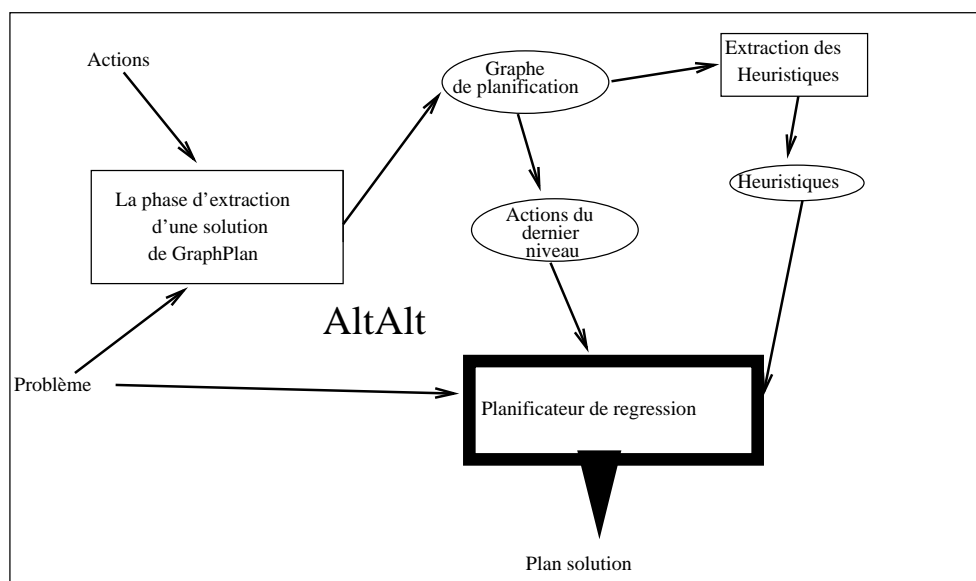 Actions
Graphe
de planification
Extraction des
Heuristiques
La phase d'extraction
d'une solution
de GraphPlan
Heuristiques
Actions du
dernier
niveau
AltAlt
Problème
Planificateur de regression
Plan solution